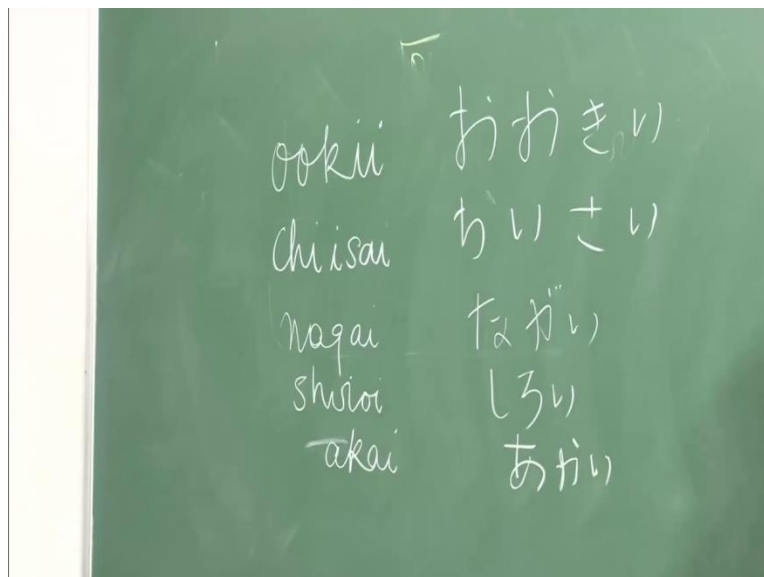 ookii おおきい
chiisai ちいさい
nagai ながい
shiroi しろい
akai あかい